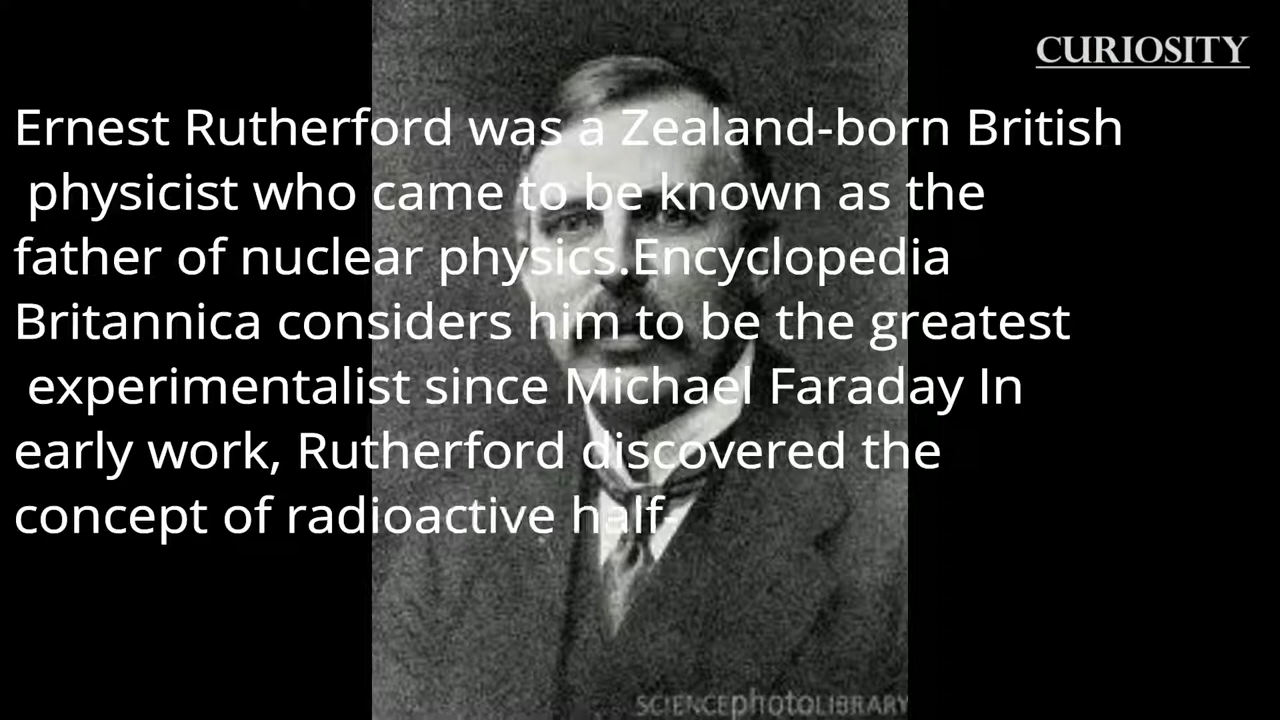 CURIOSITY
Ernest Rutherford was a Zealand-born British
physicist who came to be known as the
father of nuclear physics.Encyclopedia
Britannica considers him to be the greatest
experimentalist since Michael Faraday In
early work, Rutherford discovered the
concept of radioactive half-
SCIENCEphotoLIBRARY